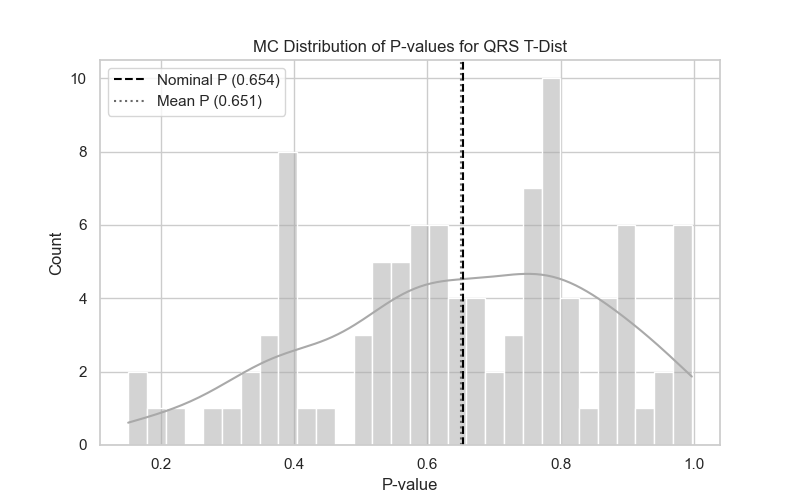 MC Distribution of P-values for QRS T-Dist
Nominal P (0.654)
Mean P (0.651)
10
8
6
4
2
0
Count
0.2 0.4 0.6 0.8 1.0
P-value